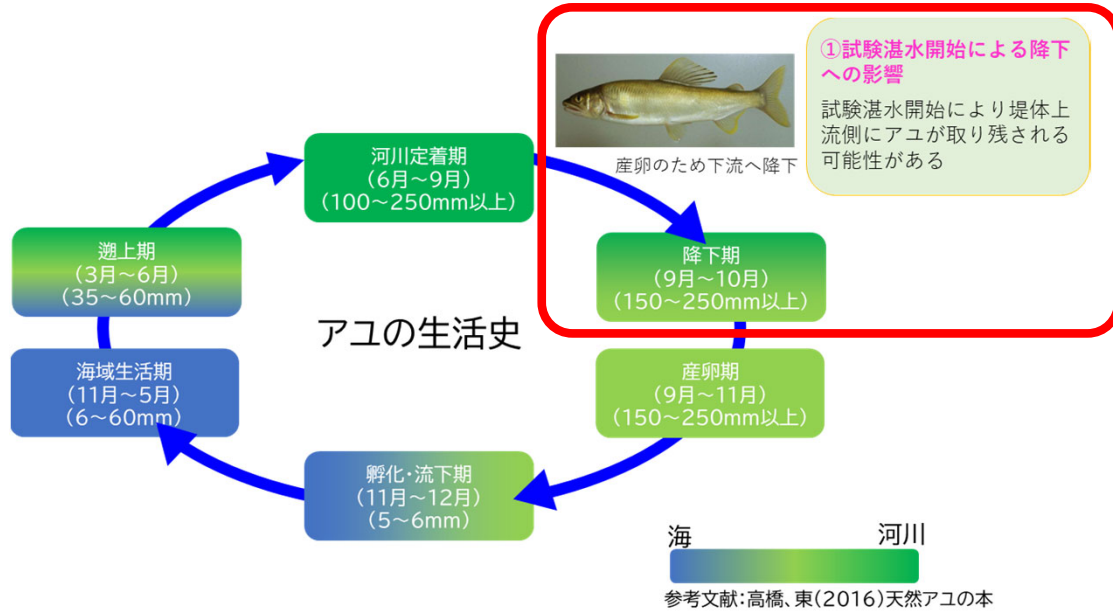 ①試験湛水開始による降下
への影響
試験湛水開始により堤体上
流側にアユが取り残される
可能性がある
産卵のため下流へ降下
河川定着期
(6月～9月)
(100～250mm以上)
降下期
(9月～10月)
(150～250mm以上)
産卵期
(9月～11月)
(150～250mm以上)
孵化・流下期
(11月～12月)
(5～6mm)
海域生活期
(11月～5月)
(6～60mm)
遡上期
(3月～6月)
(35～60mm)
アユの生活史
海
河川
参考文献:高橋、東(2016)天然アユの本